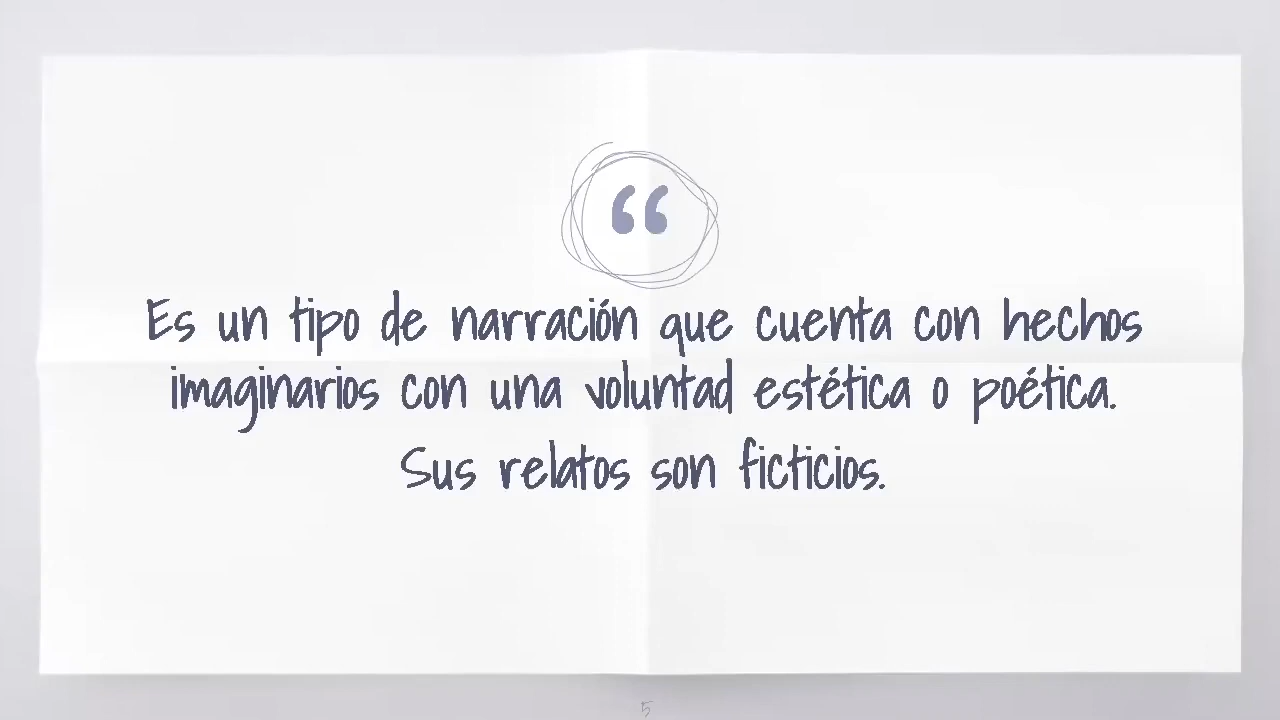 “
Es un tipo de narración que cuenta con hechos
imaginarios con una voluntad estética o poética.
Sus relatos son ficticios.
5